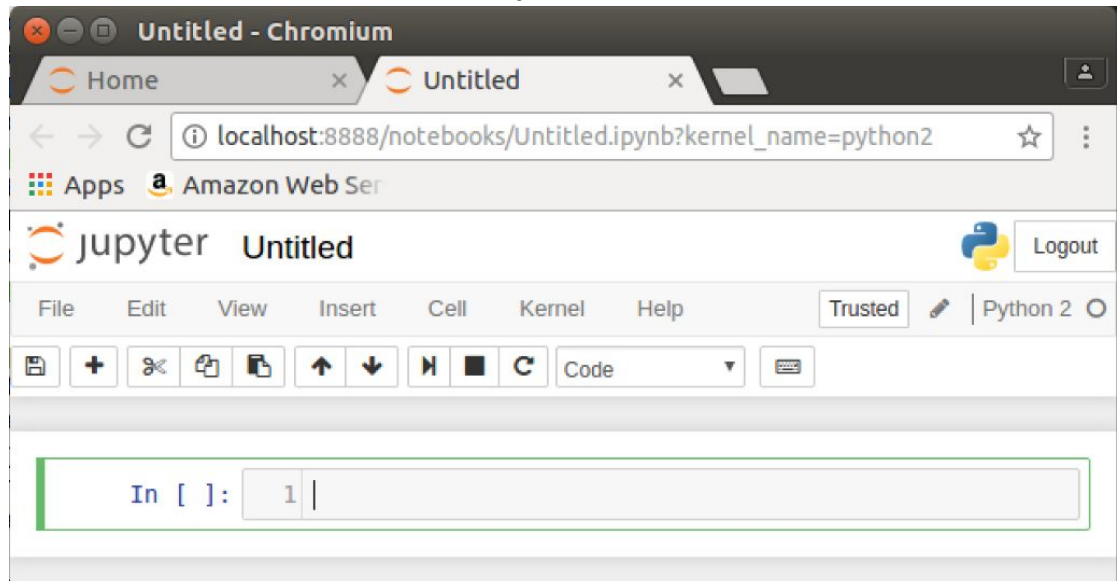 Untitled - Chromium
Home × Untitled ×
localhost:8888/notebooks/Untitled.ipynb?kernel_name=python2
Apps a Amazon Web Ser
jupyter Untitled Logout
File Edit View Insert Cell Kernel Help Trusted Python 2
Code
In [ ]: 1